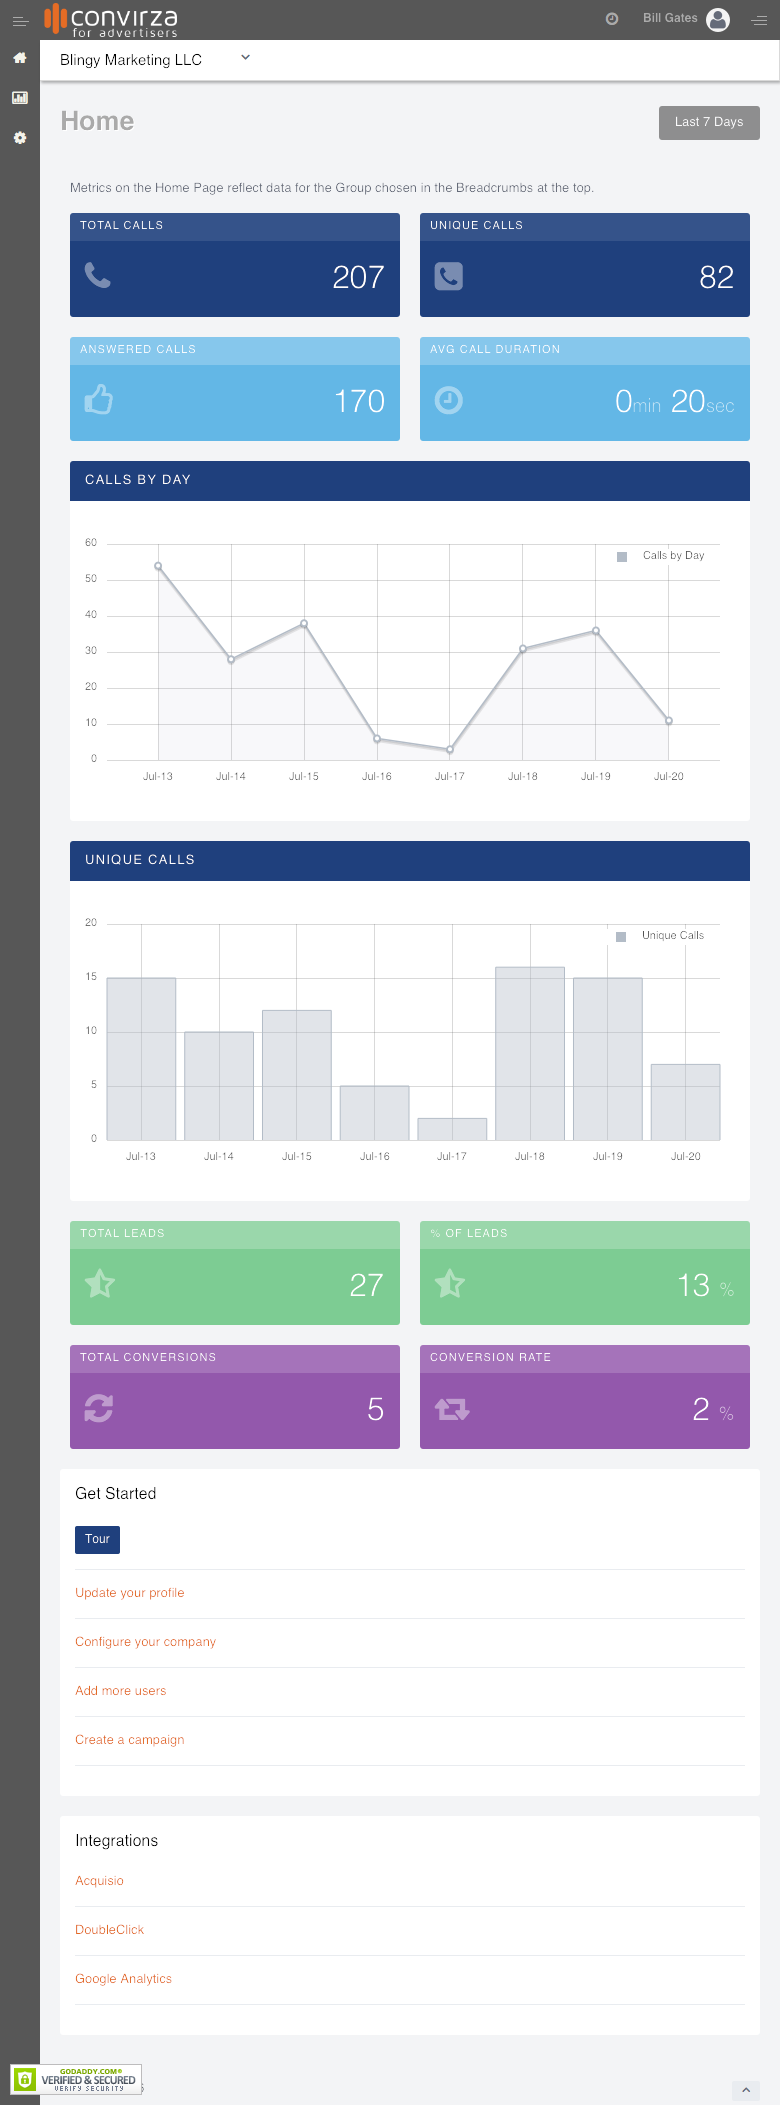 convirza
for advertisers
Bill Gates
Blingy Marketing LLC
Home
Last 7 Days
Metrics on the Home Page reflect data for the Group chosen in the Breadcrumbs at the top.
TOTAL CALLS
207
UNIQUE CALLS
82
ANSWERED CALLS
170
AVG CALL DURATION
0min 20sec
CALLS BY DAY
Calls by Day
60
50
40
30
20
10
0
Jul-13 Jul-14 Jul-15 Jul-16 Jul-17 Jul-18 Jul-19 Jul-20
UNIQUE CALLS
Unique Calls
20
15
10
5
0
Jul-13 Jul-14 Jul-15 Jul-16 Jul-17 Jul-18 Jul-19 Jul-20
TOTAL LEADS
27
% OF LEADS
13 %
TOTAL CONVERSIONS
5
CONVERSION RATE
2 %
Get Started
Tour
Update your profile
Configure your company
Add more users
Create a campaign
Integrations
Acquisio
DoubleClick
Google Analytics
GODADDY.COM®
VERIFIED & SECURED
VERIFY SECURITY